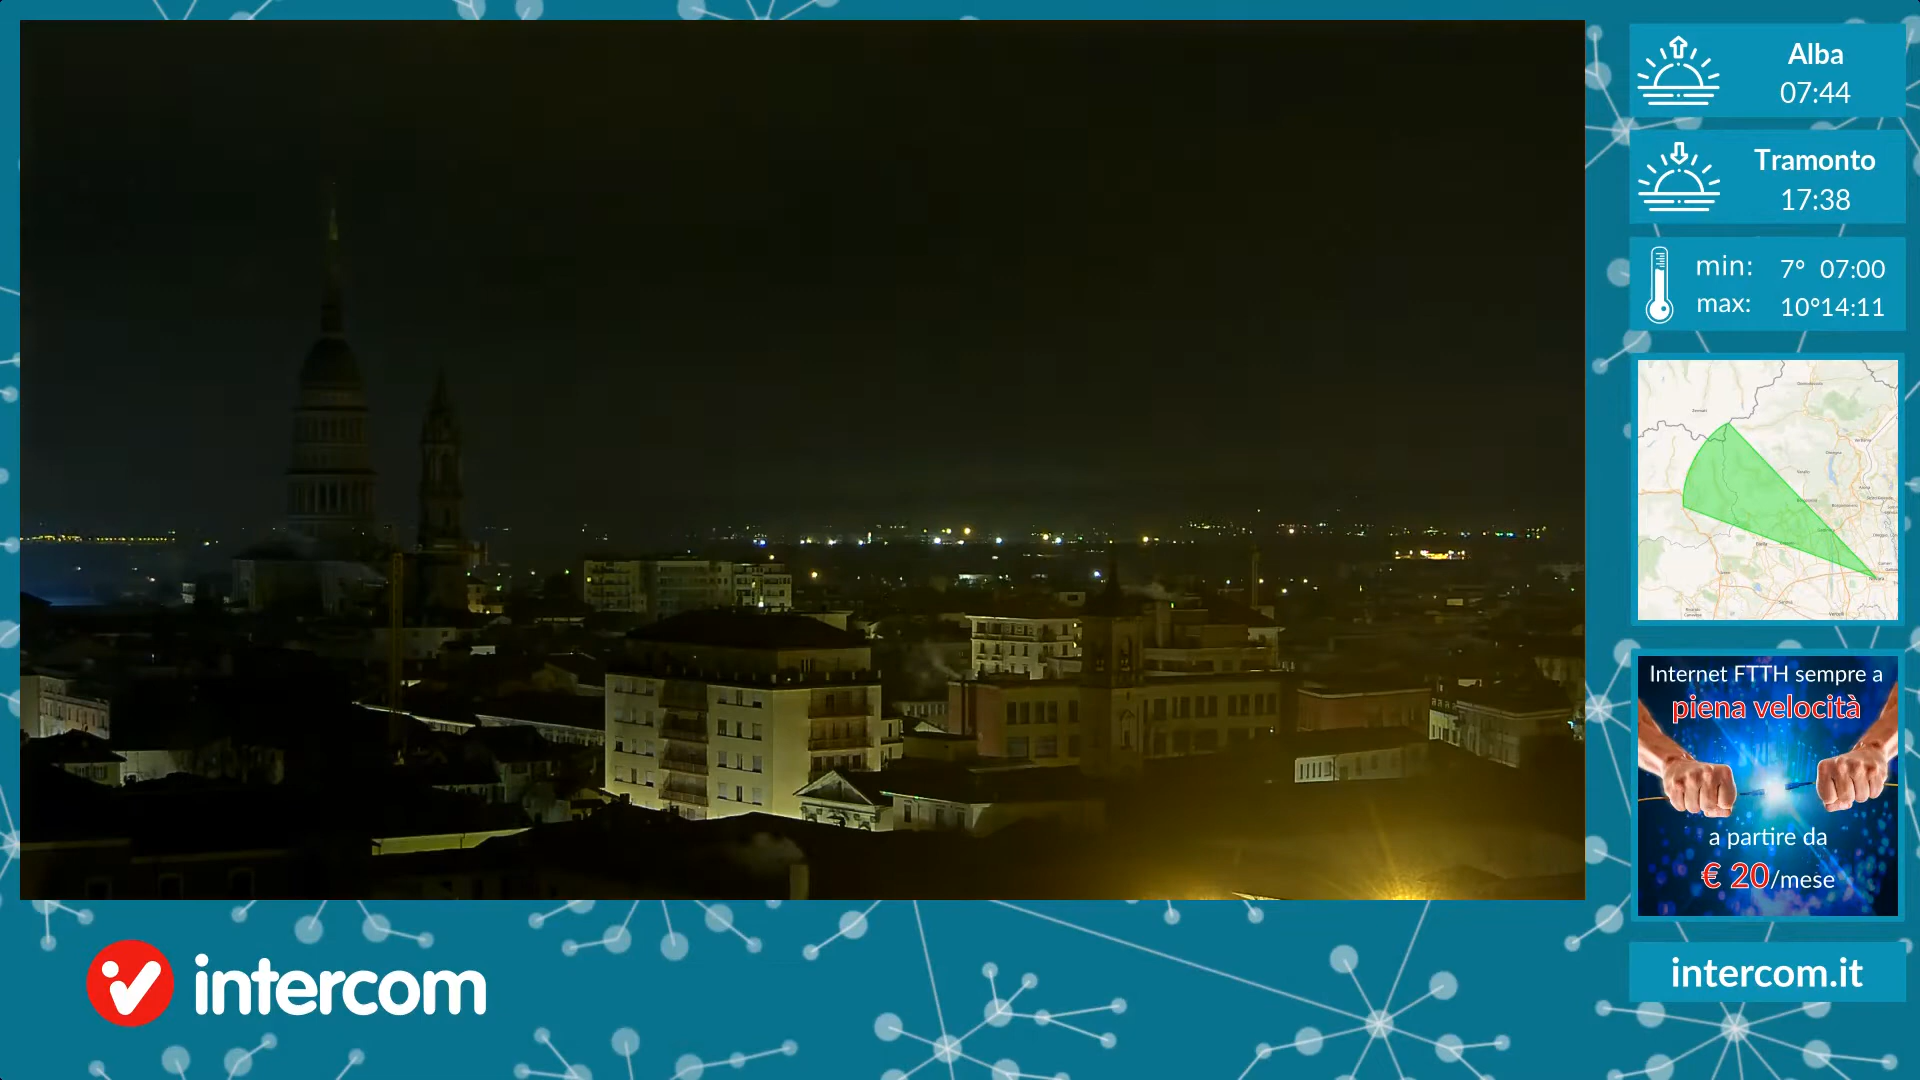 Alba
07:44
Tramonto
17:38
min: 7° 07:00
max: 10°14:11
Internet FTTH sempre a
piena velocità
a partire da
€ 20/mese
intercom.it
intercom